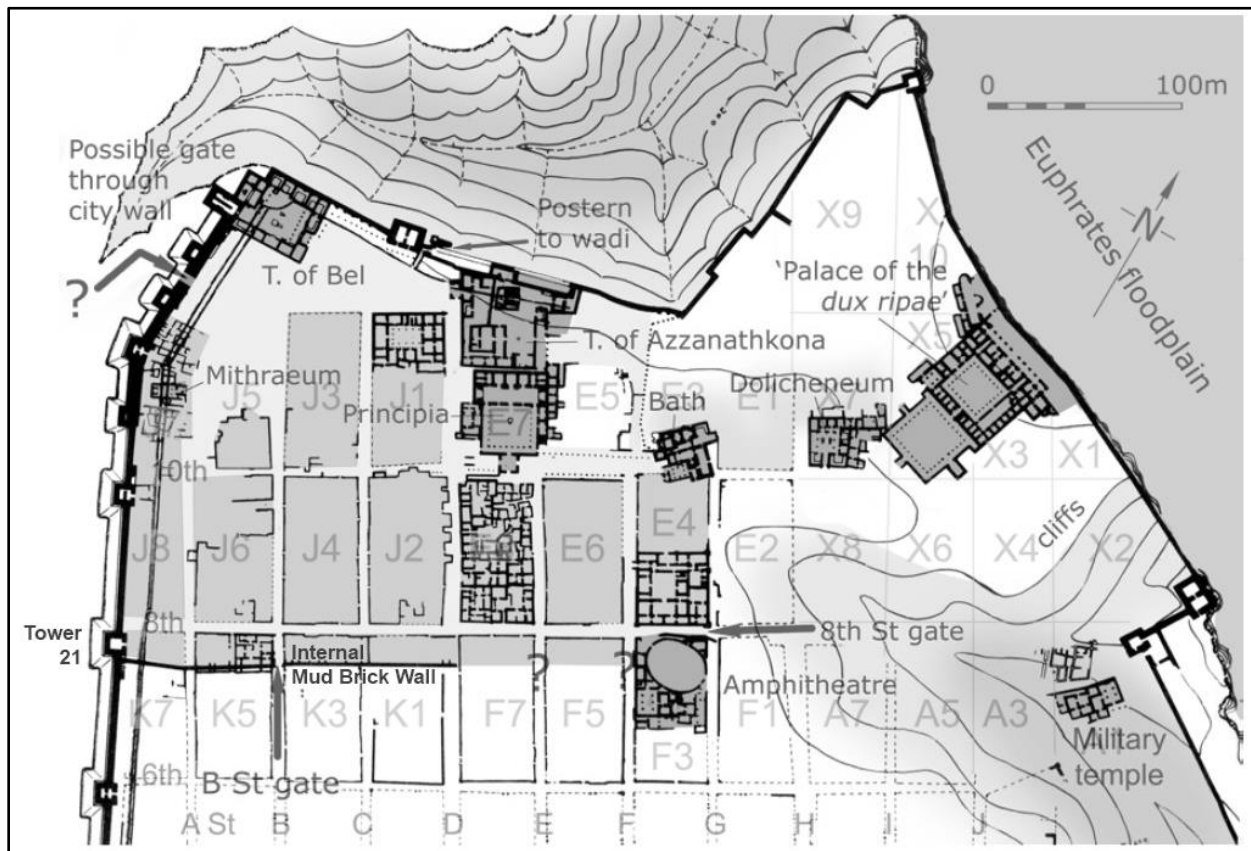 0 100m
Euphrates floodplain
N
Possible gate
through
city wall
?
T. of Bel
Postern
to wadi
X9
X
10
'Palace of the
dux ripae'
X5
T. of Azzanathkona
Mithraeum
J5
J3
J1
Principia
E7
E5
E3
Bath
E1
Dolicheneum
X7
X3
X1
J7
10th
J8
J6
J4
J2
E8
E6
E4
E2
X8
X6
X4
cliffs
X2
8th
Tower
21
Internal
Mud Brick Wall
?
?
8th St gate
Amphitheatre
K7
K5
K3
K1
F7
F5
F3
F1
A7
A5
A3
Military
temple
6th
B St gate
A St
B
C
D
E
F
G
H
I
J